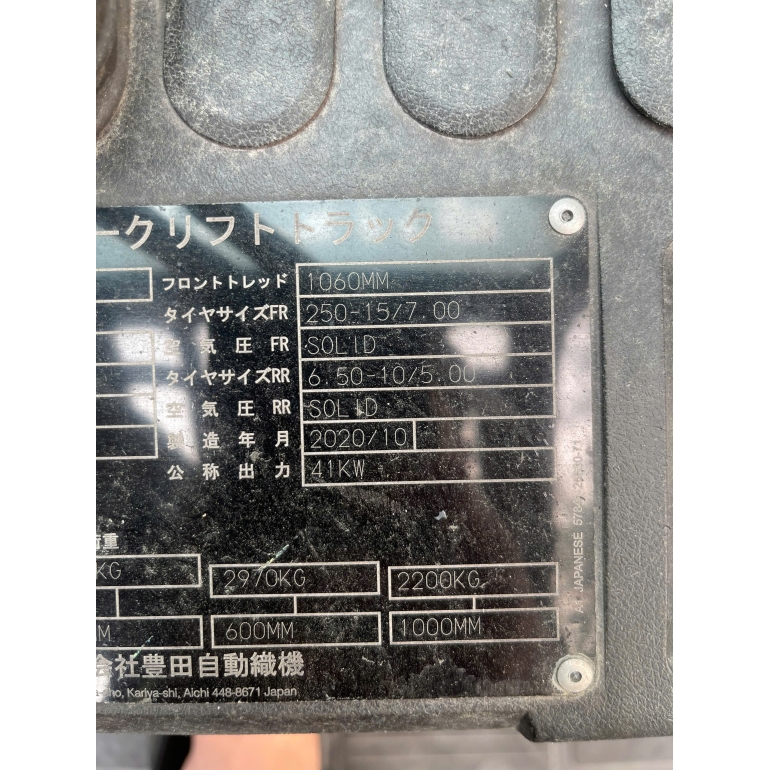 ークリフトトラック
フロントトレッド 1060MM
タイヤサイズFR 250-15/7.00
空気圧 FR SOLID
タイヤサイズRR 6.50-10/5.00
空気圧 RR SOLID
製造年月 2020/10
公称出力 41KW
荷重
KG 2970KG 2200KG
M 600MM 1000MM
会社豊田自動織機
Kariya-shi, Aichi 448-8671 Japan
JAPANESE